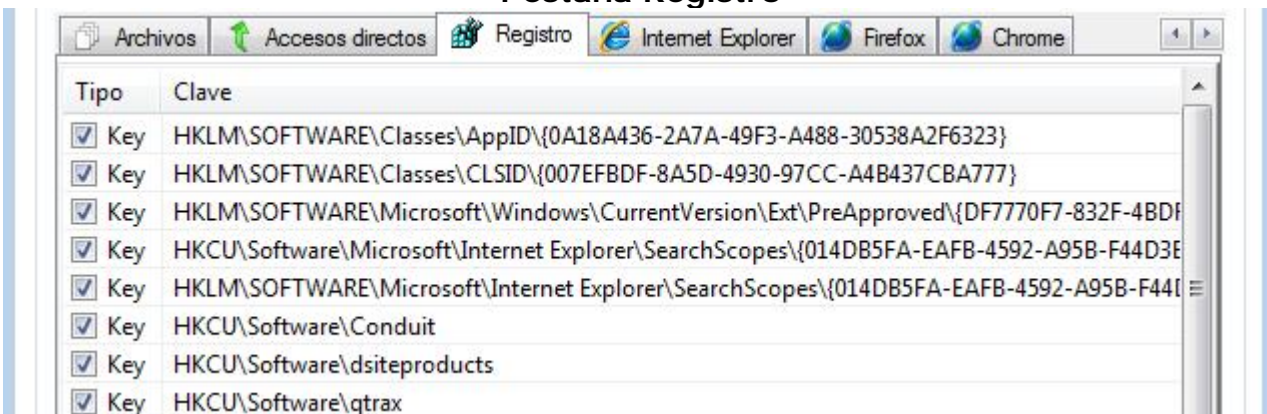 Pestaña Registro
Archivos Accesos directos Registro Internet Explorer Firefox Chrome
Tipo Clave
Key HKLM\SOFTWARE\Classes\AppID\{0A18A436-2A7A-49F3-A488-30538A2F6323}
Key HKLM\SOFTWARE\Classes\CLSID\{007EFBDF-8A5D-4930-97CC-A4B437CBA777}
Key HKLM\SOFTWARE\Microsoft\Windows\CurrentVersion\Ext\PreApproved\{DF7770F7-832F-4BDF
Key HKCU\Software\Microsoft\Internet Explorer\SearchScopes\{014DB5FA-EAFB-4592-A95B-F44D3E
Key HKLM\SOFTWARE\Microsoft\Internet Explorer\SearchScopes\{014DB5FA-EAFB-4592-A95B-F44D
Key HKCU\Software\Conduit
Key HKCU\Software\dsiteproducts
Key HKCU\Software\qtrax